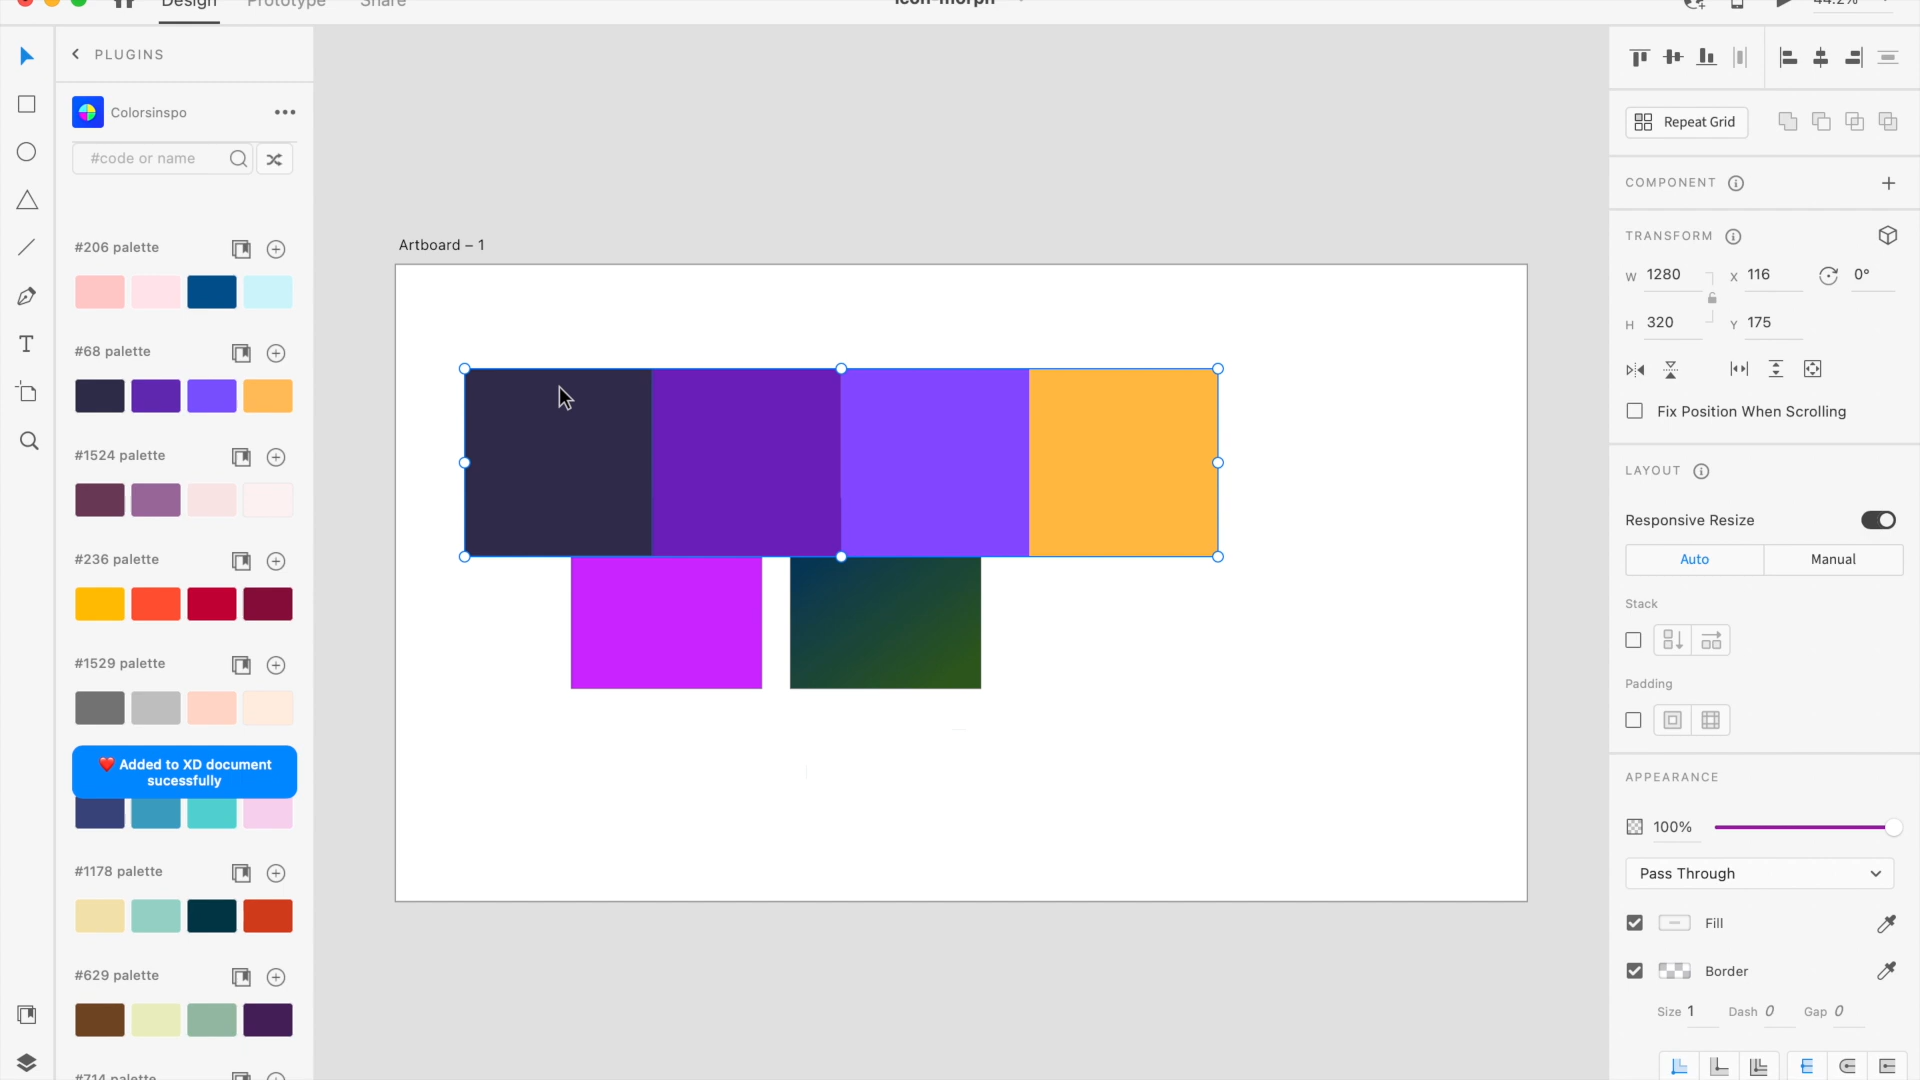 Design Prototype Share
icon-morph
44.2%
PLUGINS
Colorsinspo
#code or name
#206 palette
#68 palette
#1524 palette
#236 palette
#1529 palette
❤️ Added to XD document
sucessfully
#1178 palette
#629 palette
#714 palette
Artboard – 1
Repeat Grid
COMPONENT
TRANSFORM
W 1280 X 116 0°
H 320 Y 175
Fix Position When Scrolling
LAYOUT
Responsive Resize
Auto Manual
Stack
Padding
APPEARANCE
100%
Pass Through
Fill
Border
Size 1 Dash 0 Gap 0